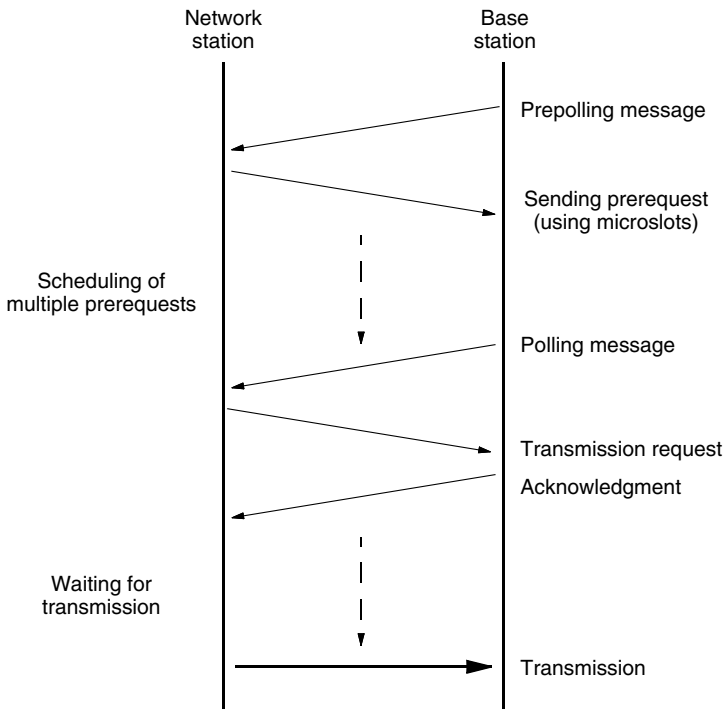 Network
station
Base
station
Prepolling message
Sending prerequest
(using microslots)
Scheduling of
multiple prerequests
Polling message
Transmission request
Acknowledgment
Waiting for
transmission
Transmission